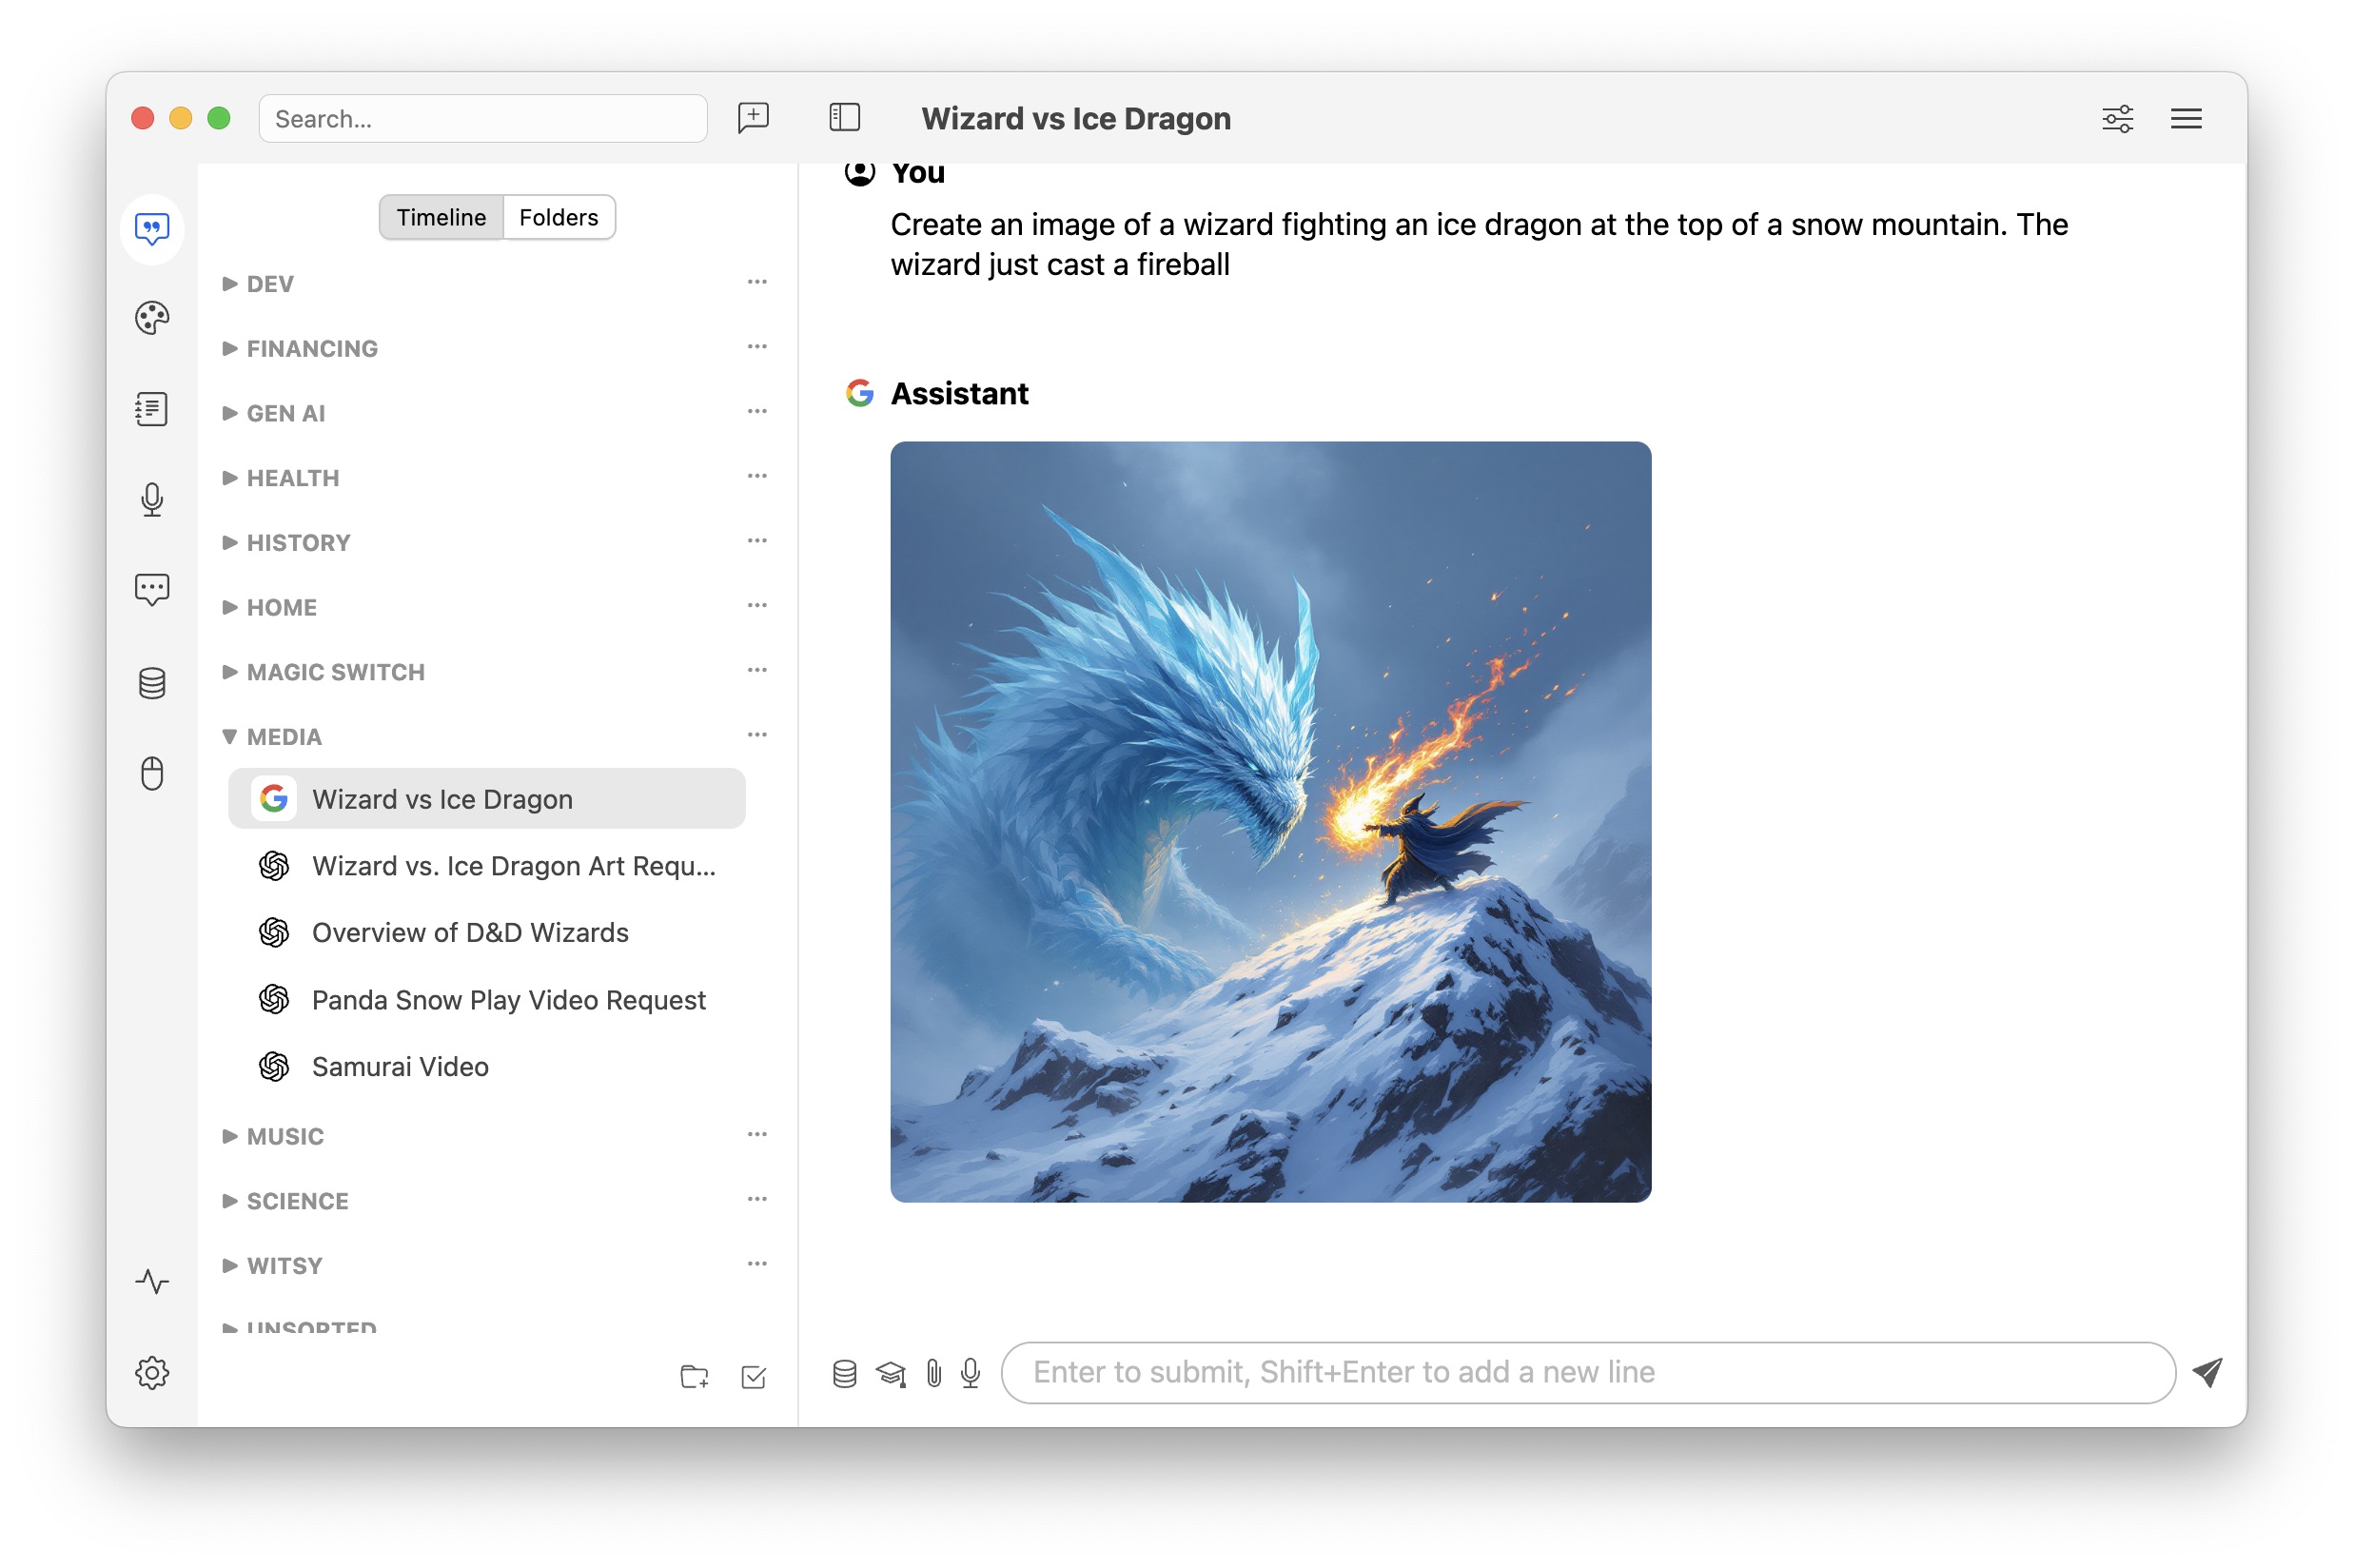 Search...
Wizard vs Ice Dragon
Timeline
Folders
DEV
FINANCING
GEN AI
HEALTH
HISTORY
HOME
MAGIC SWITCH
MEDIA
Wizard vs Ice Dragon
Wizard vs. Ice Dragon Art Requ...
Overview of D&D Wizards
Panda Snow Play Video Request
Samurai Video
MUSIC
SCIENCE
WITSY
UNSORTED
You
Create an image of a wizard fighting an ice dragon at the top of a snow mountain. The
wizard just cast a fireball
Assistant
Enter to submit, Shift+Enter to add a new line